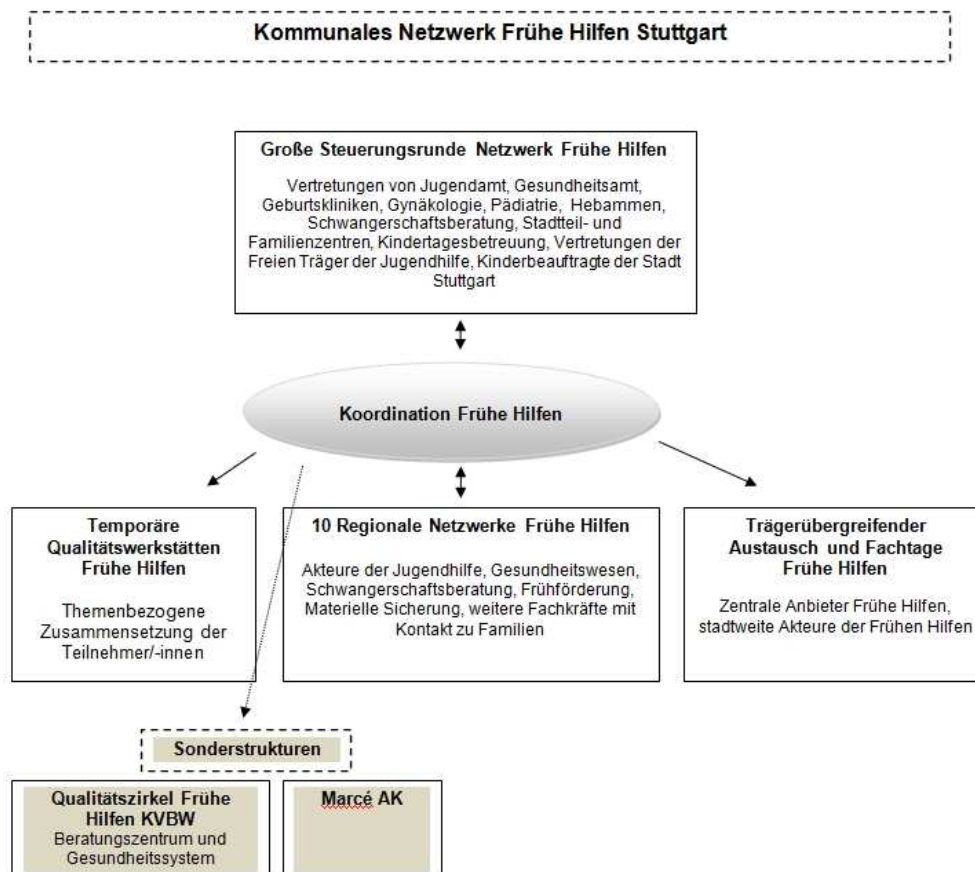 Kommunales Netzwerk Frühe Hilfen Stuttgart
Große Steuerungsrunde Netzwerk Frühe Hilfen
Vertretungen von Jugendamt, Gesundheitsamt,
Geburtskliniken, Gynäkologie, Pädiatrie, Hebammen,
Schwangerschaftsberatung, Stadtteil- und
Familienzentren, Kindertagesbetreuung, Vertretungen der
Freien Träger der Jugendhilfe, Kinderbeauftragte der Stadt
Stuttgart
Koordination Frühe Hilfen
Temporäre
Qualitätswerkstätten
Frühe Hilfen
Themenbezogene
Zusammensetzung der
Teilnehmer/-innen
10 Regionale Netzwerke Frühe Hilfen
Akteure der Jugendhilfe, Gesundheitswesen,
Schwangerschaftsberatung, Frühförderung,
Materielle Sicherung, weitere Fachkräfte mit
Kontakt zu Familien
Trägerübergreifender
Austausch und Fachtage
Frühe Hilfen
Zentrale Anbieter Frühe Hilfen,
stadtweite Akteure der Frühen Hilfen
Sonderstrukturen
Qualitätszirkel Frühe
Hilfen KVBW
Beratungszentrum und
Gesundheitssystem
Marcé AK